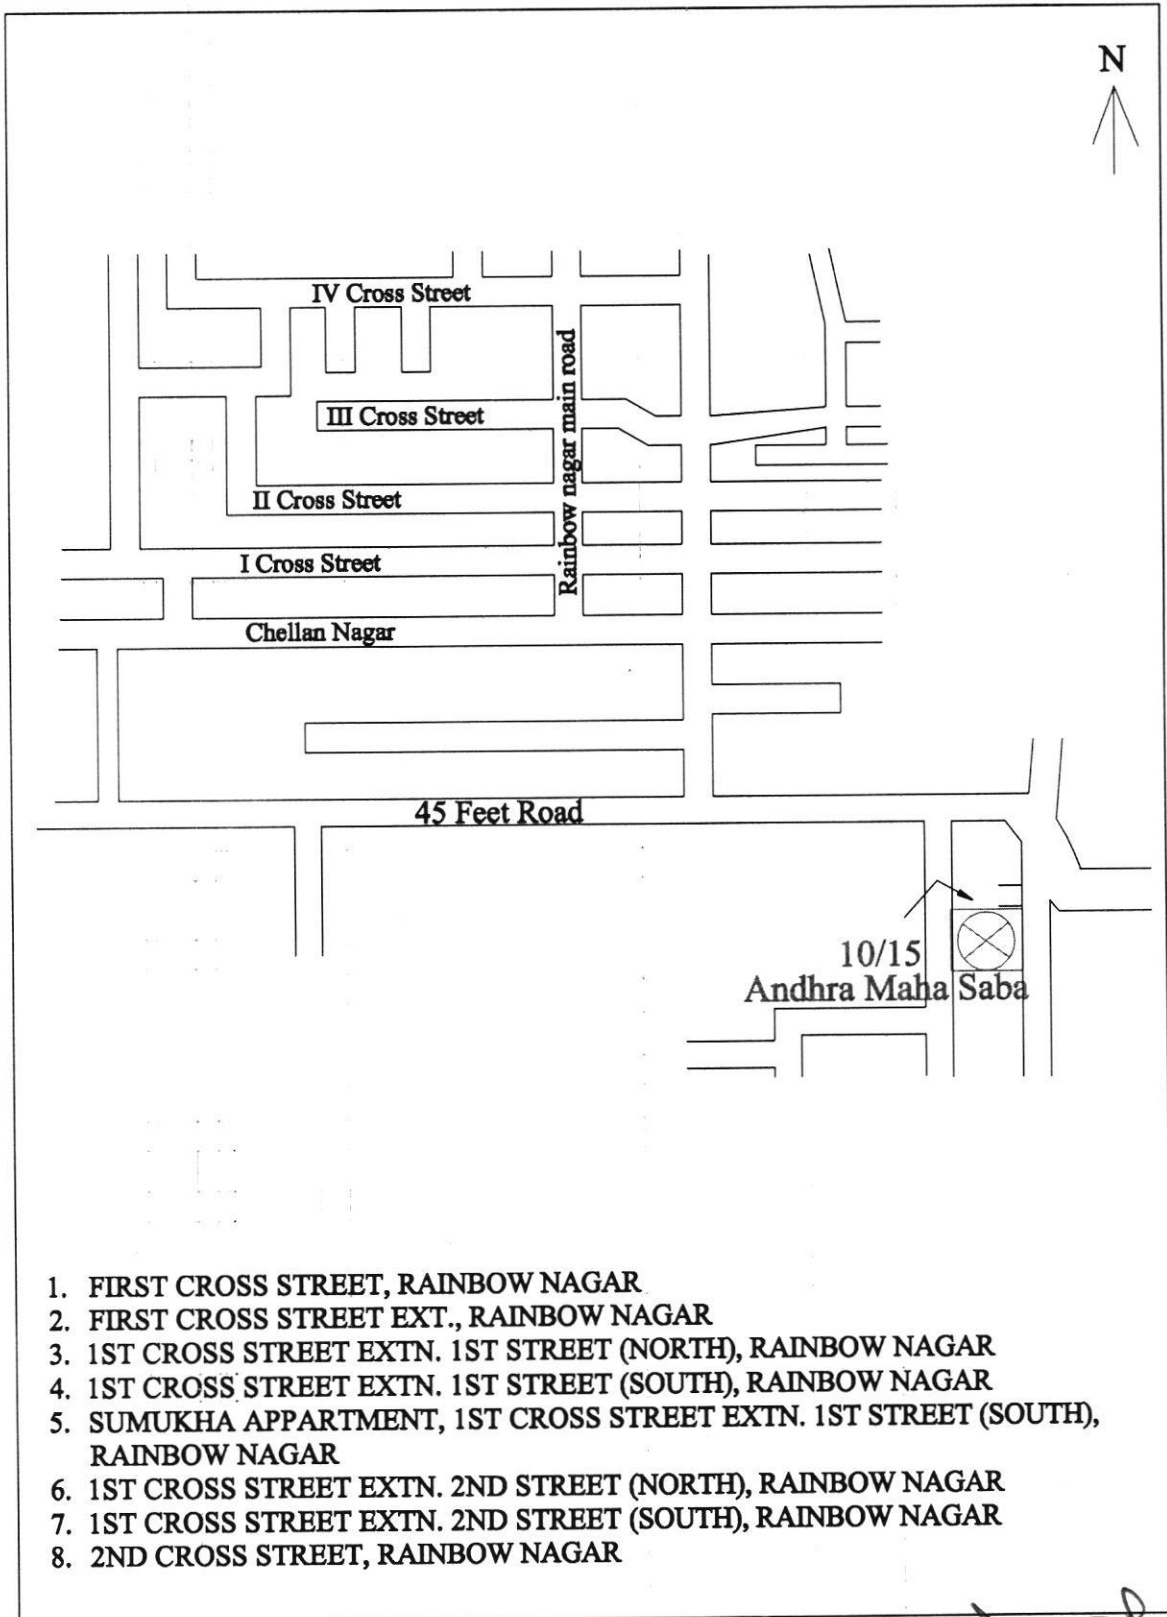 N
IV Cross Street
Rainbow nagar main road
III Cross Street
II Cross Street
I Cross Street
Chellan Nagar
45 Feet Road
10/15
Andhra Maha Saba
1. FIRST CROSS STREET, RAINBOW NAGAR
2. FIRST CROSS STREET EXT., RAINBOW NAGAR
3. 1ST CROSS STREET EXTN. 1ST STREET (NORTH), RAINBOW NAGAR
4. 1ST CROSS STREET EXTN. 1ST STREET (SOUTH), RAINBOW NAGAR
5. SUMUKHA APPARTMENT, 1ST CROSS STREET EXTN. 1ST STREET (SOUTH),
RAINBOW NAGAR
6. 1ST CROSS STREET EXTN. 2ND STREET (NORTH), RAINBOW NAGAR
7. 1ST CROSS STREET EXTN. 2ND STREET (SOUTH), RAINBOW NAGAR
8. 2ND CROSS STREET, RAINBOW NAGAR